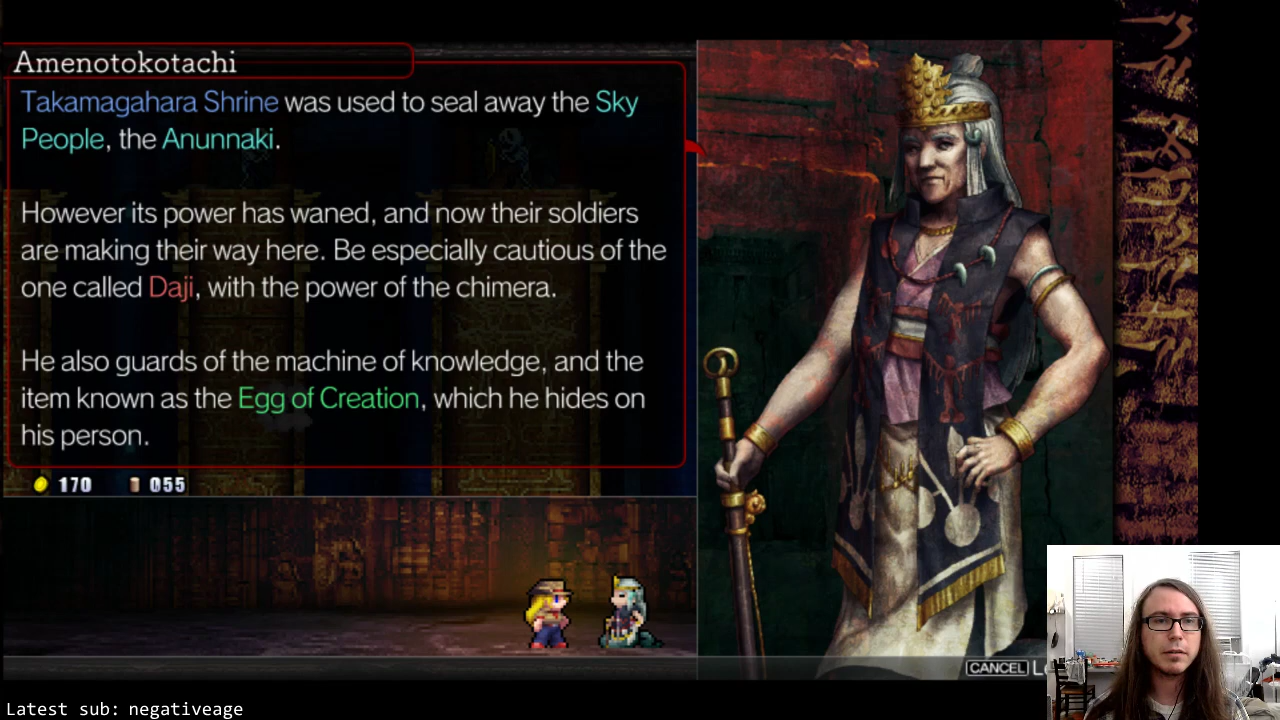 Amenotokotachi
Takamagahara Shrine was used to seal away the Sky
People, the Anunnaki.
However its power has waned, and now their soldiers
are making their way here. Be especially cautious of the
one called Daji, with the power of the chimera.
He also guards of the machine of knowledge, and the
item known as the Egg of Creation, which he hides on
his person.
170 055
CANCEL
Latest sub: negativeage